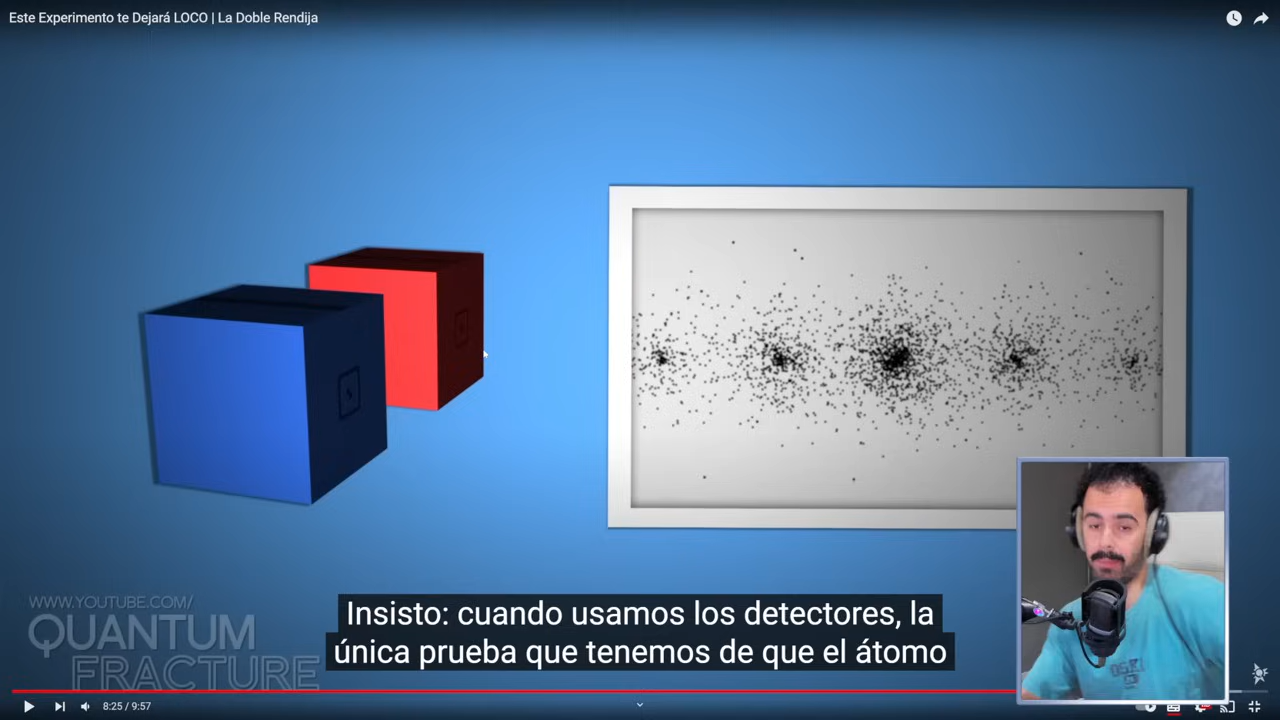 Este Experimento te Dejará LOCO | La Doble Rendija
WWW.YOUTUBE.COM/
QUANTUM
FRACTURE
Insisto: cuando usamos los detectores, la
única prueba que tenemos de que el átomo
8:25 / 9:57